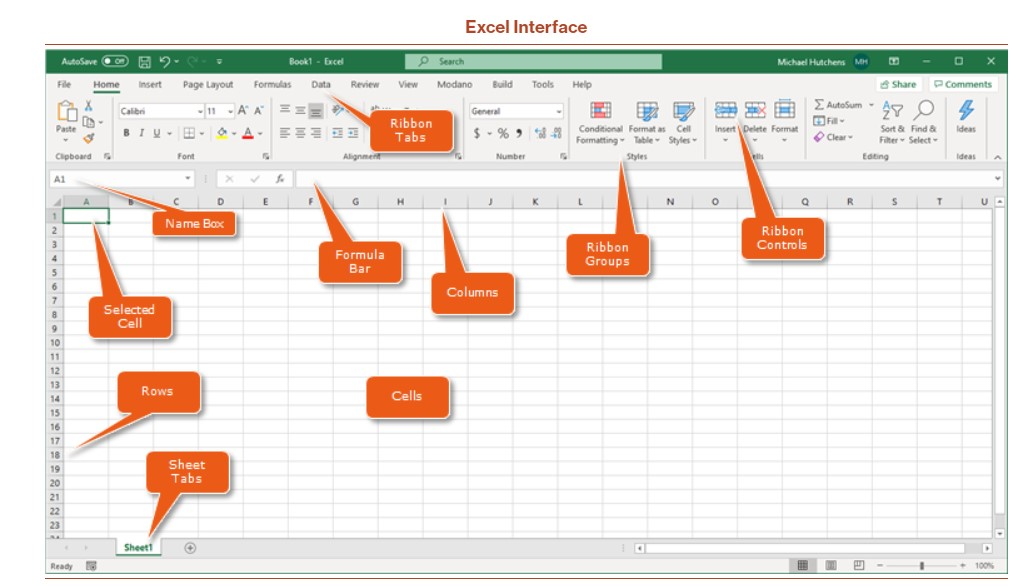 Excel Interface
AutoSave Off
Book1 - Excel
Search
Michael Hutchens MH
File Home Insert Page Layout Formulas Data Review View Modano Build Tools Help
Share Comments
Paste
Clipboard
Calibri 11 A A
B I U A
Font
Alignment
General
$ % ,
Number
Conditional Formatting
Format as Table
Cell Styles
Styles
Insert Delete Format
AutoSum
Fill
Clear
Sort & Filter
Find & Select
Editing
Ideas
Ideas
Ribbon
Tabs
A1
fx
A B C D E F G H I J K L N O Q R S T U
1
2
3
4
5
6
7
8
9
10
11
12
13
14
15
16
17
18
19
20
21
22
23
Name Box
Formula
Bar
Columns
Ribbon
Groups
Ribbon
Controls
Selected
Cell
Rows
Cells
Sheet
Tabs
Sheet1
Ready
100%